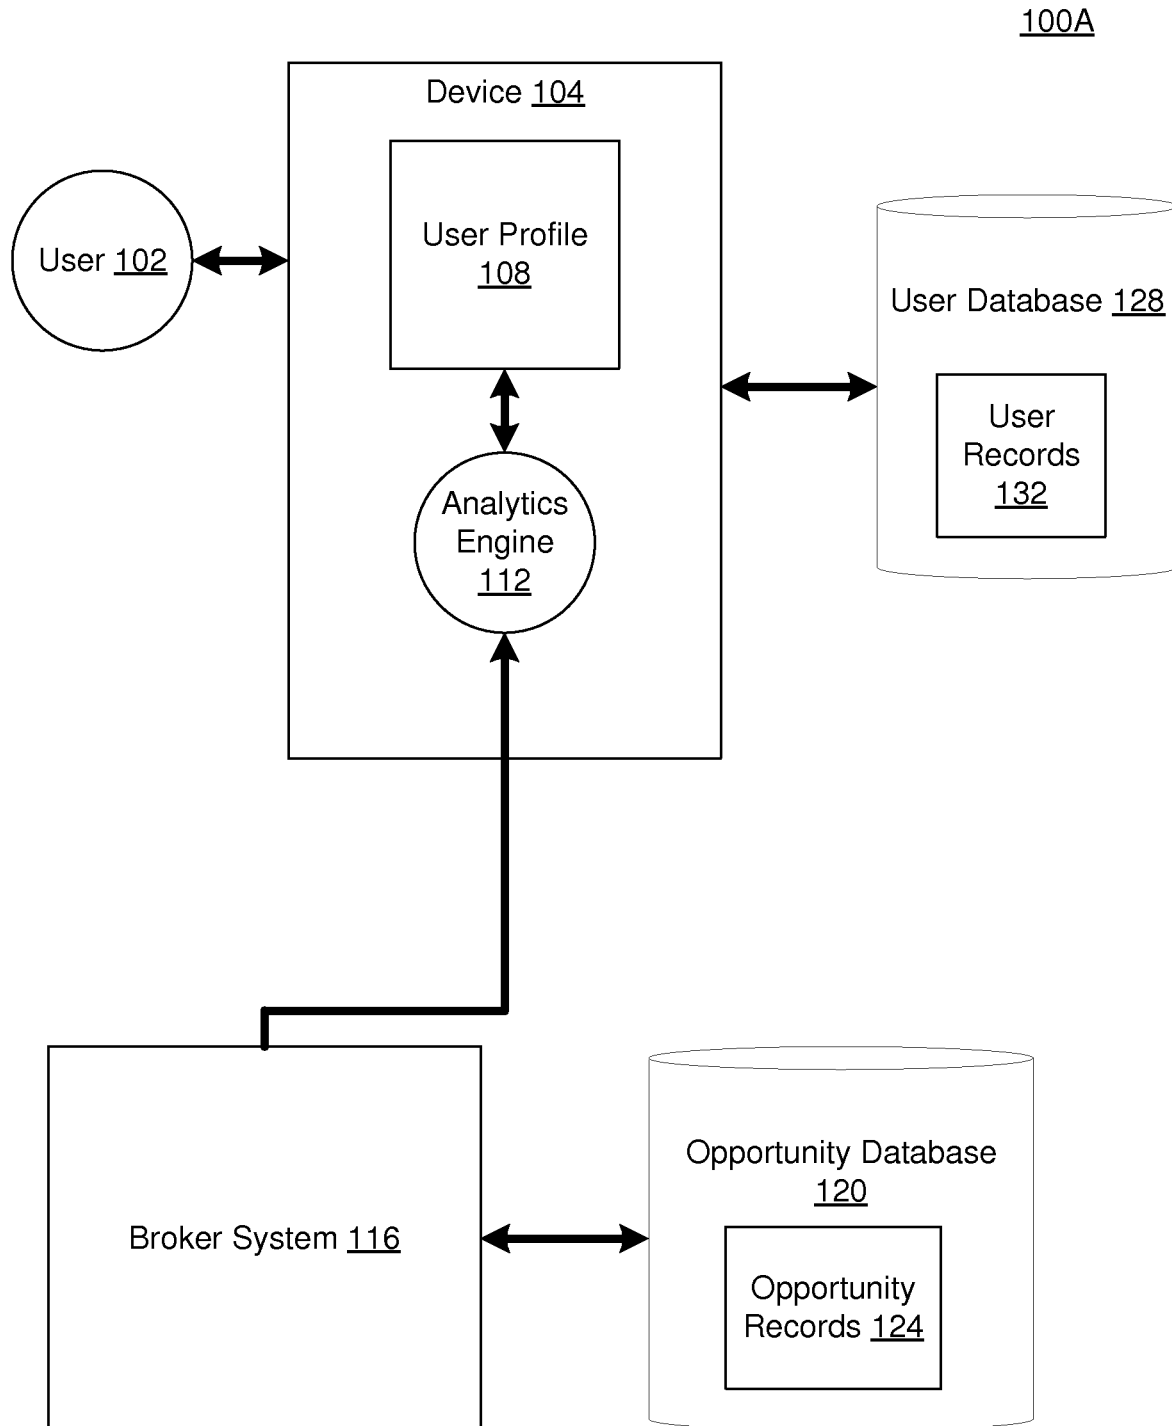 100A
Device 104
User Profile
108
User 102
User Database 128
User
Records
132
Analytics
Engine
112
Opportunity Database
120
Broker System 116
Opportunity
Records 124